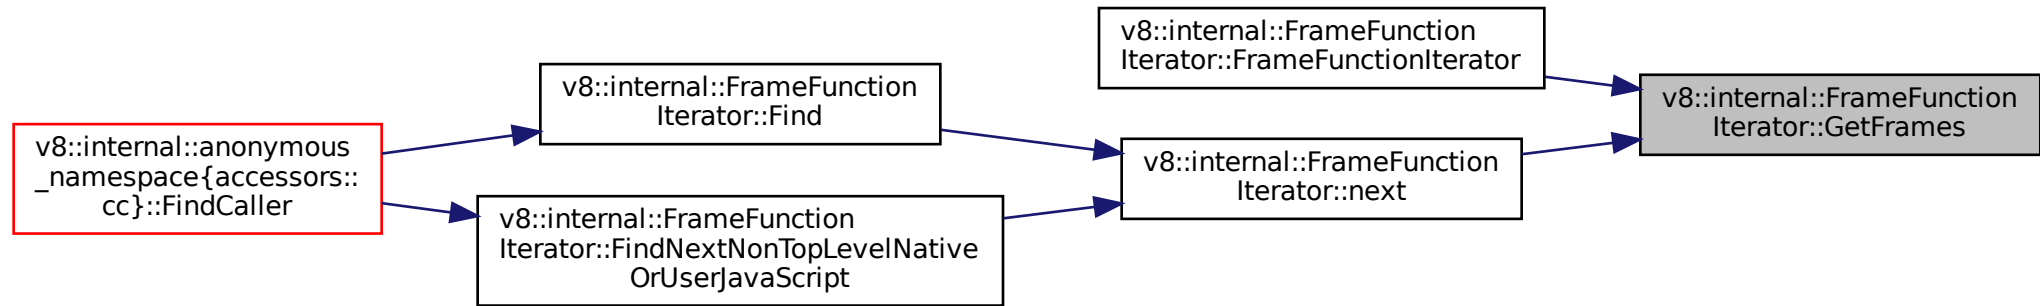 v8::internal::anonymous
_namespace{accessors::
cc}::FindCaller
v8::internal::FrameFunction
Iterator::Find
v8::internal::FrameFunction
Iterator::FindNextNonTopLevelNative
OrUserJavaScript
v8::internal::FrameFunction
Iterator::FrameFunctionIterator
v8::internal::FrameFunction
Iterator::next
v8::internal::FrameFunction
Iterator::GetFrames